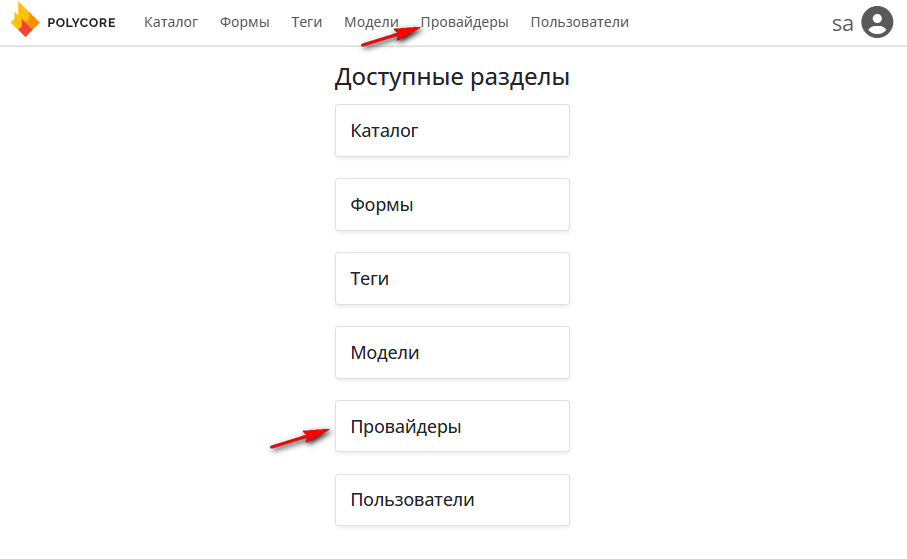 POLYCORE Каталог Формы Теги Модели Провайдеры Пользователи sa
Доступные разделы
Каталог
Формы
Теги
Модели
Провайдеры
Пользователи